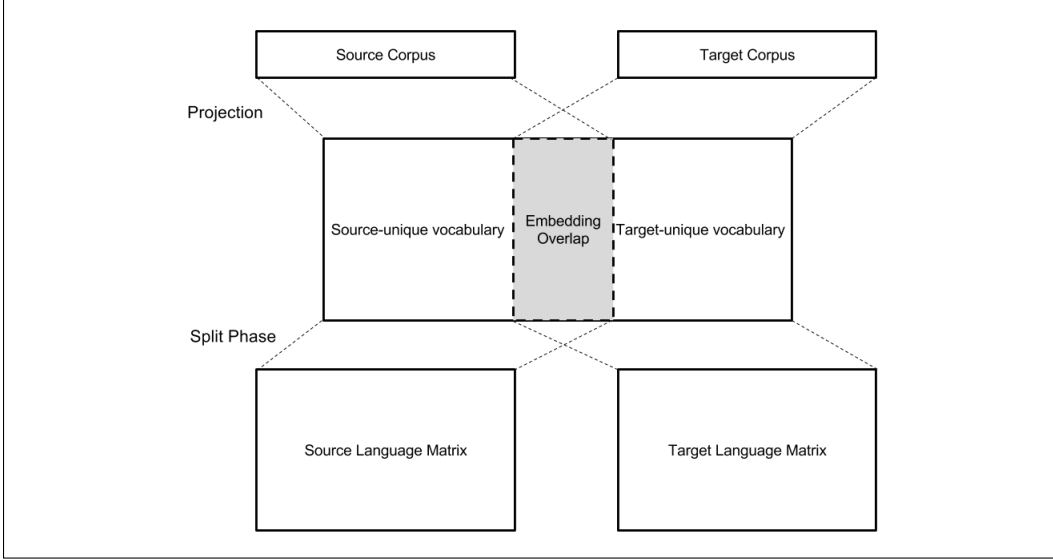 Source Corpus
Target Corpus
Projection
Source-unique vocabulary
Embedding
Overlap
Target-unique vocabulary
Split Phase
Source Language Matrix
Target Language Matrix